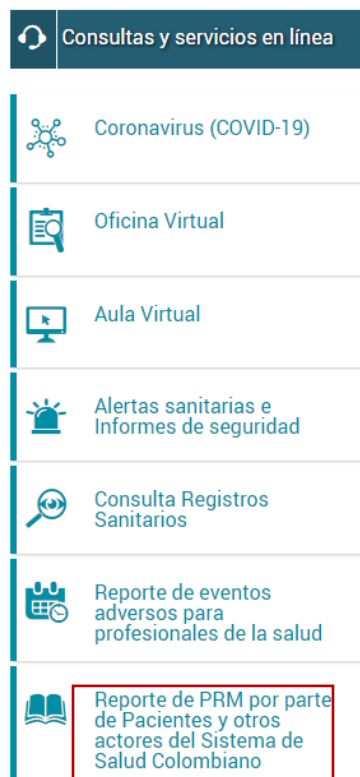 Consultas y servicios en línea
Coronavirus (COVID-19)
Oficina Virtual
Aula Virtual
Alertas sanitarias e
Informes de seguridad
Consulta Registros
Sanitarios
Reporte de eventos
adversos para
profesionales de la salud
Reporte de PRM por parte
de Pacientes y otros
actores del Sistema de
Salud Colombiano